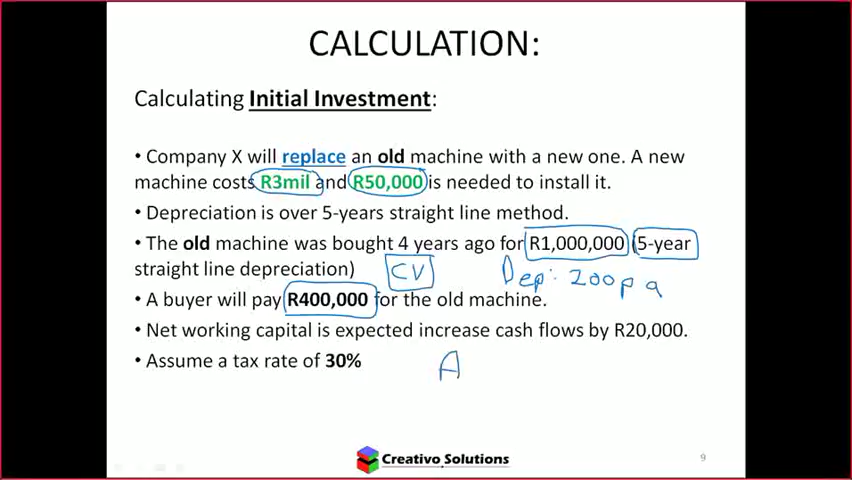 CALCULATION:
Calculating Initial Investment:
• Company X will replace an old machine with a new one. A new
machine costs R3mil and R50,000 is needed to install it.
• Depreciation is over 5-years straight line method.
• The old machine was bought 4 years ago for R1,000,000 (5-year
straight line depreciation)
CV
Dep: 200 p a
• A buyer will pay R400,000 for the old machine.
• Net working capital is expected increase cash flows by R20,000.
• Assume a tax rate of 30%
A
Creativo Solutions
9